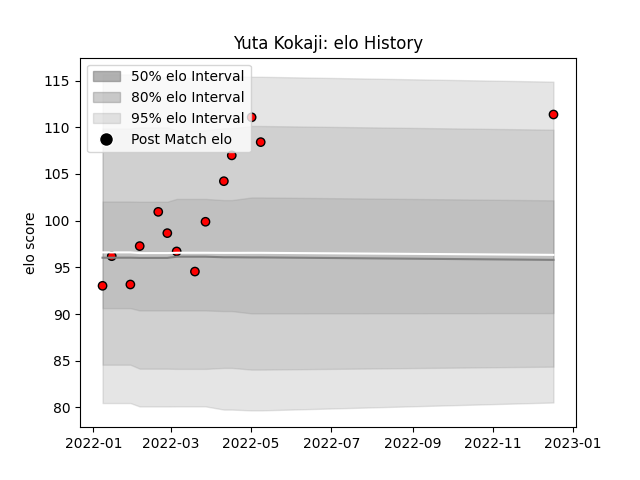 Yuta Kokaji: elo History
50% elo Interval
80% elo Interval
95% elo Interval
Post Match elo
elo score
115
110
105
100
95
90
85
80
2022-01 2022-03 2022-05 2022-07 2022-09 2022-11 2023-01